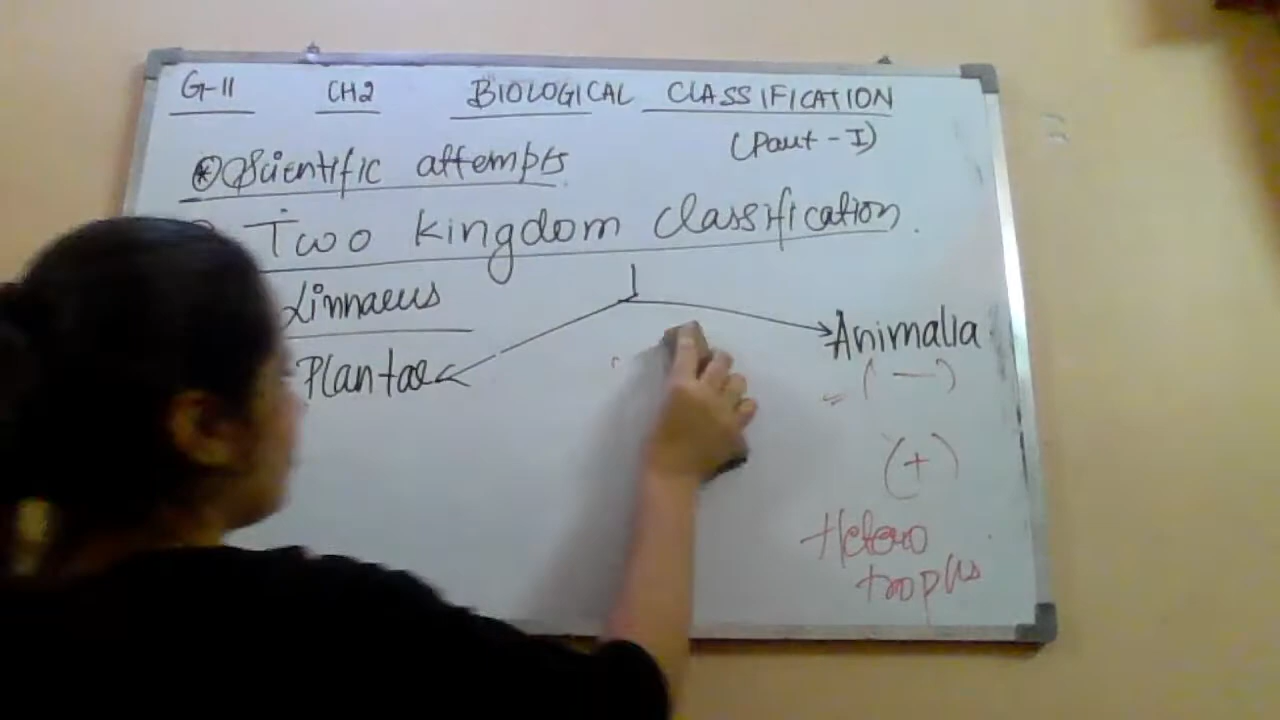 G-11 CH2 BIOLOGICAL CLASSIFICATION
(Part - I)
Scientific attempts
Two kingdom classification.
Linnaeus
Plantae
Animalia
(—)
(+)
Hetero
trophs